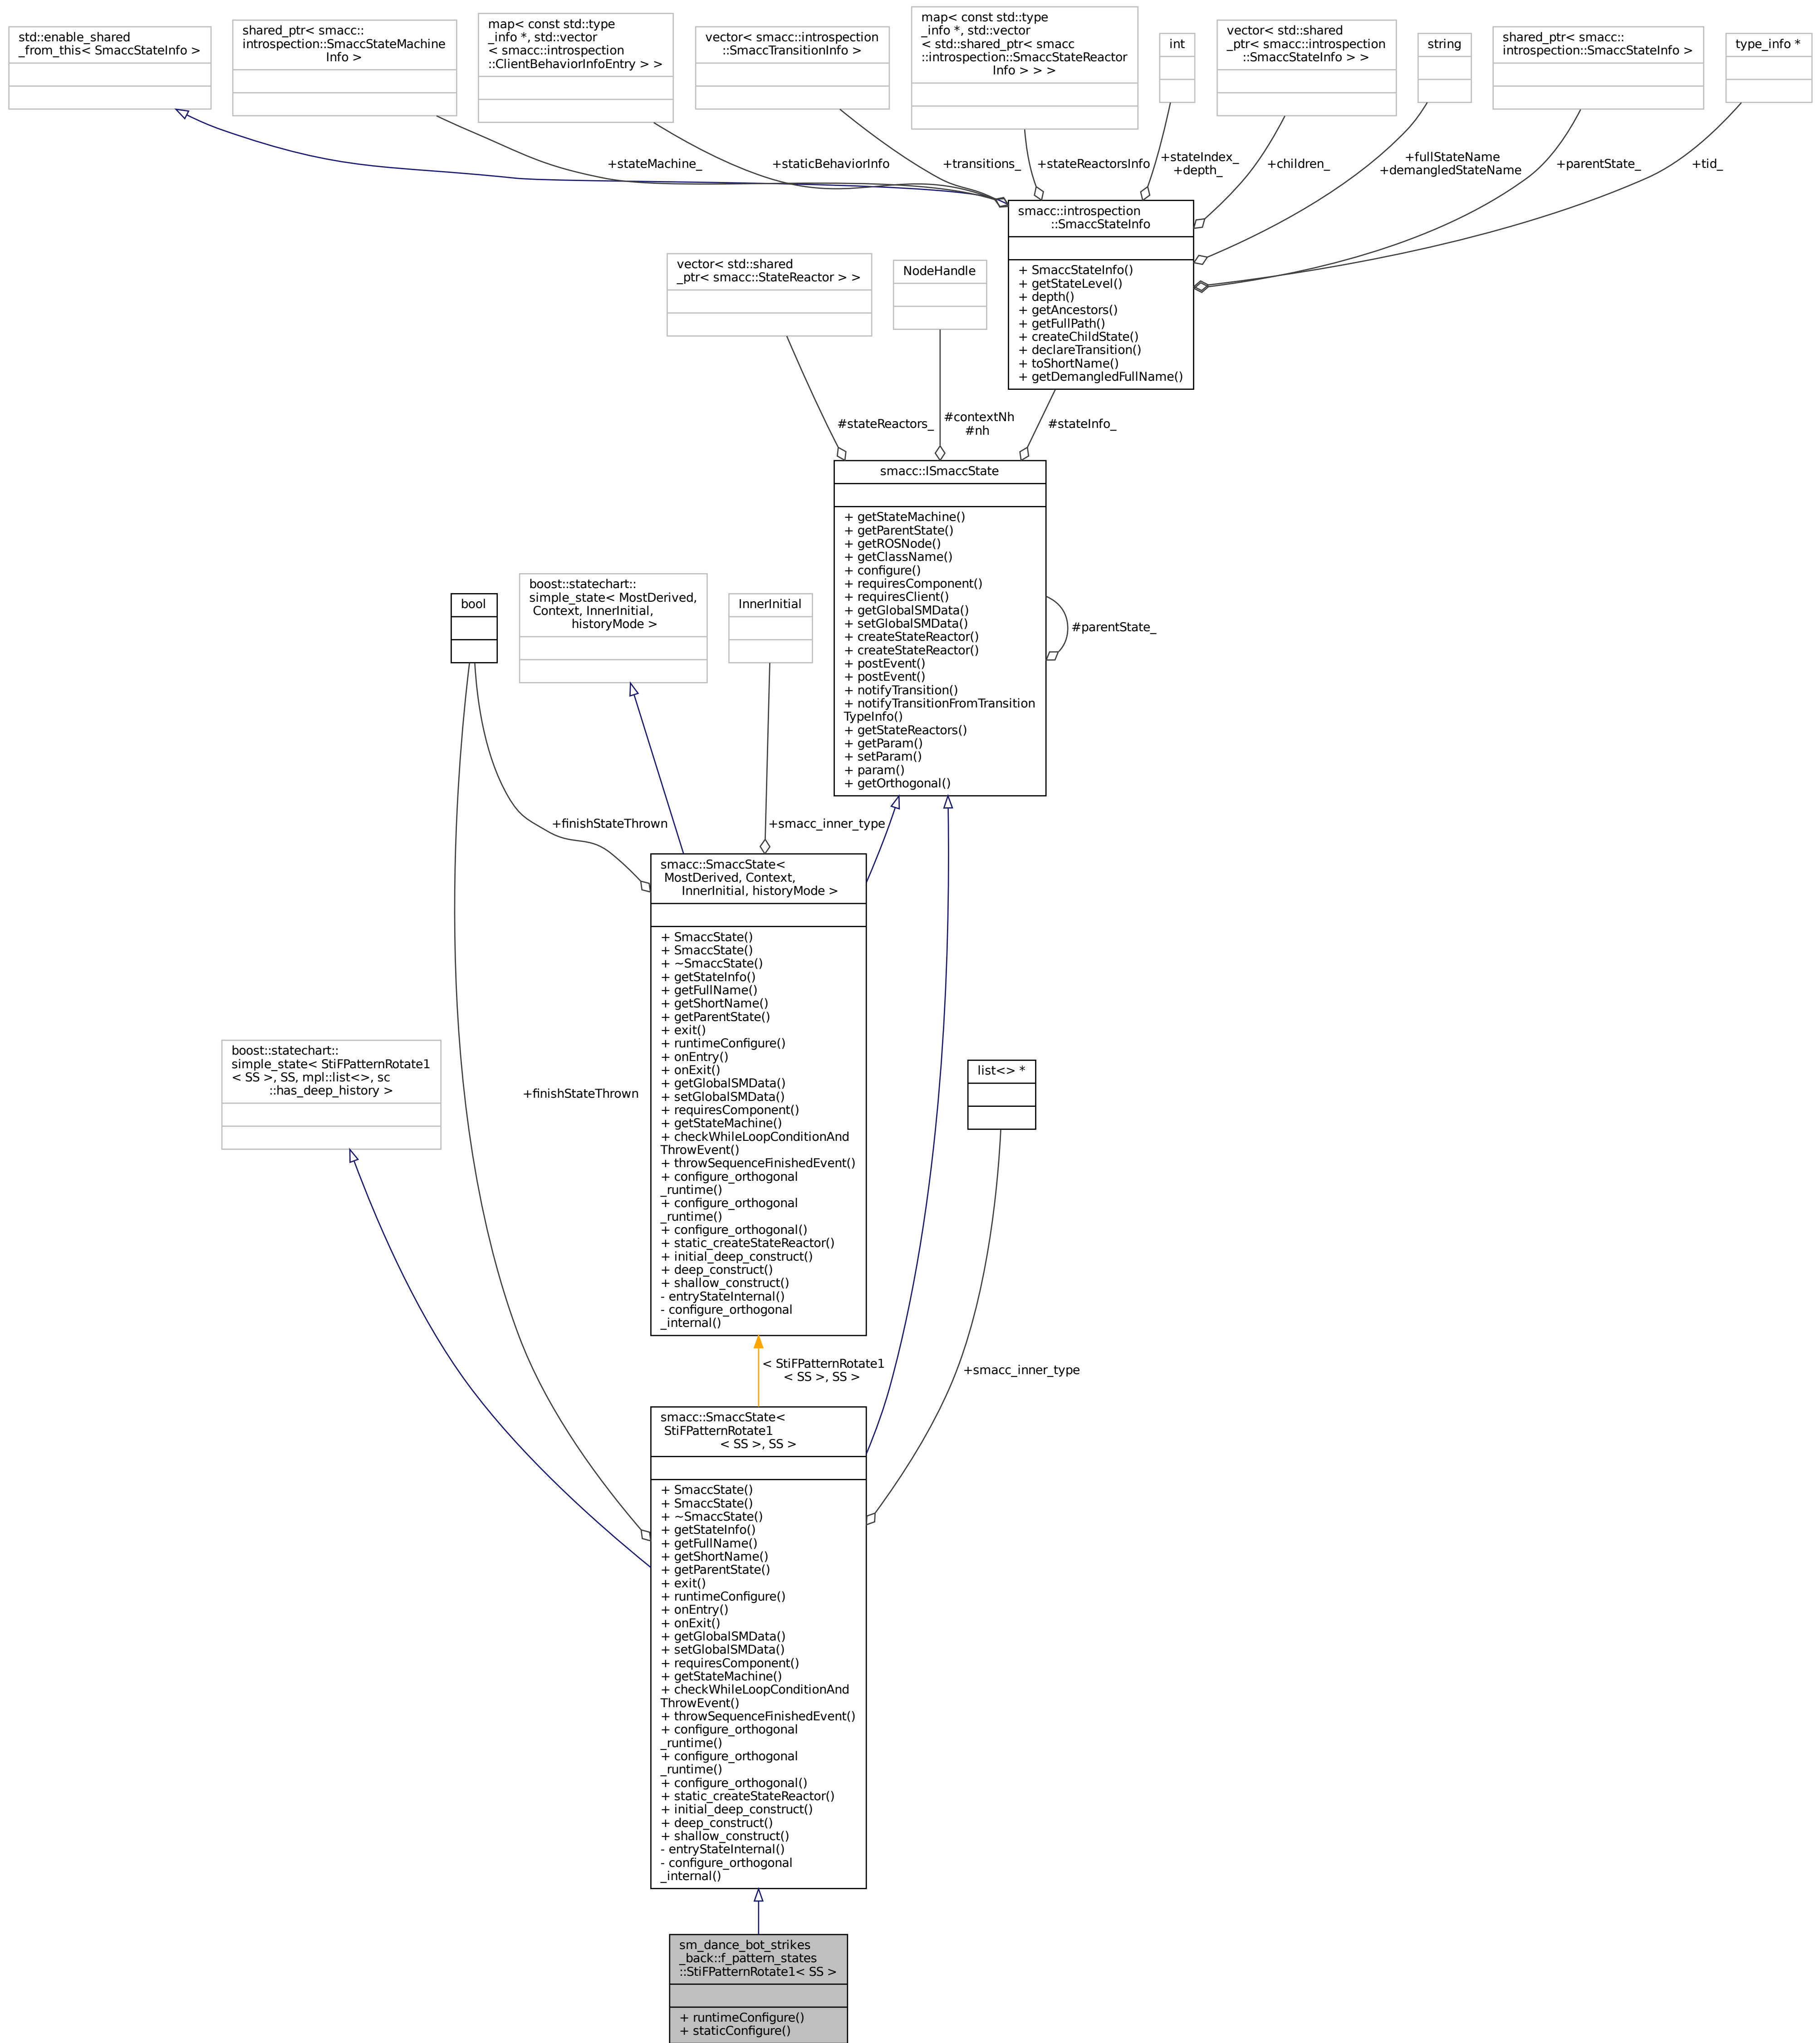 std::enable_shared
_from_this< SmaccStateInfo >
shared_ptr< smacc::
introspection::SmaccStateMachine
Info >
map< const std::type
_info *, std::vector
< smacc::introspection
::ClientBehaviorInfoEntry > >
vector< smacc::introspection
::SmaccTransitionInfo >
map< const std::type
_info *, std::vector
< std::shared_ptr< smacc
::introspection::SmaccStateReactor
Info > > >
int
vector< std::shared
_ptr< smacc::introspection
::SmaccStateInfo > >
string
shared_ptr< smacc::
introspection::SmaccStateInfo >
type_info *
+stateMachine_
+staticBehaviorInfo
+transitions_
+stateReactorsInfo
+stateIndex_
+depth_
+children_
+fullStateName
+demangledStateName
+parentState_
+tid_
smacc::introspection
::SmaccStateInfo
+ SmaccStateInfo()
+ getStateLevel()
+ depth()
+ getAncestors()
+ getFullPath()
+ createChildState()
+ declareTransition()
+ toShortName()
+ getDemangledFullName()
vector< std::shared
_ptr< smacc::StateReactor > >
NodeHandle
#stateReactors_
#contextNh
#nh
#stateInfo_
smacc::ISmaccState
+ getStateMachine()
+ getParentState()
+ getROSNode()
+ getClassName()
+ configure()
+ requiresComponent()
+ requiresClient()
+ getGlobalSMData()
+ setGlobalSMData()
+ createStateReactor()
+ createStateReactor()
+ postEvent()
+ postEvent()
+ notifyTransition()
+ notifyTransitionFromTransition
TypeInfo()
+ getStateReactors()
+ getParam()
+ setParam()
+ param()
+ getOrthogonal()
#parentState_
bool
boost::statechart::
simple_state< MostDerived,
Context, InnerInitial,
historyMode >
InnerInitial
+finishStateThrown
+smacc_inner_type
smacc::SmaccState<
MostDerived, Context,
InnerInitial, historyMode >
+ SmaccState()
+ SmaccState()
+ ~SmaccState()
+ getStateInfo()
+ getFullName()
+ getShortName()
+ getParentState()
+ exit()
+ runtimeConfigure()
+ onEntry()
+ onExit()
+ getGlobalSMData()
+ setGlobalSMData()
+ requiresComponent()
+ getStateMachine()
+ checkWhileLoopConditionAnd
ThrowEvent()
+ throwSequenceFinishedEvent()
+ configure_orthogonal
_runtime()
+ configure_orthogonal
_runtime()
+ configure_orthogonal()
+ static_createStateReactor()
+ initial_deep_construct()
+ deep_construct()
+ shallow_construct()
- entryStateInternal()
- configure_orthogonal
_internal()
boost::statechart::
simple_state< StiFPatternRotate1
< SS >, SS, mpl::list<>, sc
::has_deep_history >
+finishStateThrown
list<> *
< StiFPatternRotate1
< SS >, SS >
+smacc_inner_type
smacc::SmaccState<
StiFPatternRotate1
< SS >, SS >
+ SmaccState()
+ SmaccState()
+ ~SmaccState()
+ getStateInfo()
+ getFullName()
+ getShortName()
+ getParentState()
+ exit()
+ runtimeConfigure()
+ onEntry()
+ onExit()
+ getGlobalSMData()
+ setGlobalSMData()
+ requiresComponent()
+ getStateMachine()
+ checkWhileLoopConditionAnd
ThrowEvent()
+ throwSequenceFinishedEvent()
+ configure_orthogonal
_runtime()
+ configure_orthogonal
_runtime()
+ configure_orthogonal()
+ static_createStateReactor()
+ initial_deep_construct()
+ deep_construct()
+ shallow_construct()
- entryStateInternal()
- configure_orthogonal
_internal()
sm_dance_bot_strikes
_back::f_pattern_states
::StiFPatternRotate1< SS >
+ runtimeConfigure()
+ staticConfigure()